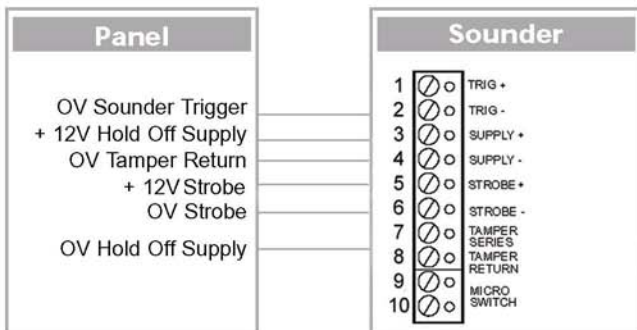 Panel
OV Sounder Trigger
+ 12V Hold Off Supply
OV Tamper Return
+ 12V Strobe
OV Strobe
OV Hold Off Supply
Sounder
1 TRIG +
2 TRIG -
3 SUPPLY +
4 SUPPLY -
5 STROBE +
6 STROBE -
7 TAMPER SERIES
8 TAMPER RETURN
9 MICRO
10 SWITCH